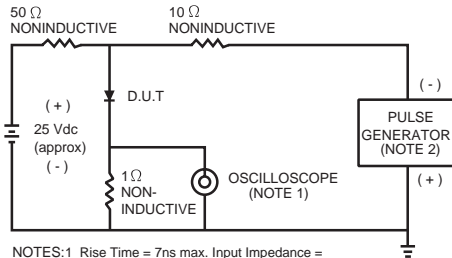 50 Ω
NONINDUCTIVE
10 Ω
NONINDUCTIVE
( + )
25 Vdc
(approx)
( - )
D.U.T
1Ω
NON-
INDUCTIVE
OSCILLOSCOPE
(NOTE 1)
( - )
PULSE
GENERATOR
(NOTE 2)
( + )
NOTES:1 Rise Time = 7ns max. Input Impedance =